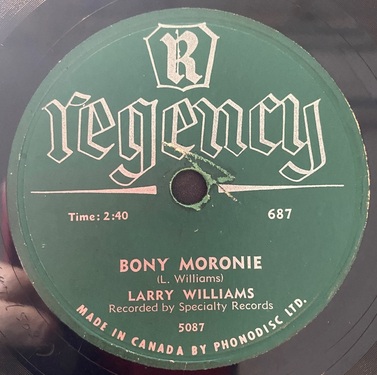 R
regency
Time: 2:40
687
BONY MORONIE
(L. Williams)
LARRY WILLIAMS
Recorded by Specialty Records
5087
MADE IN CANADA BY PHONODISC LTD.